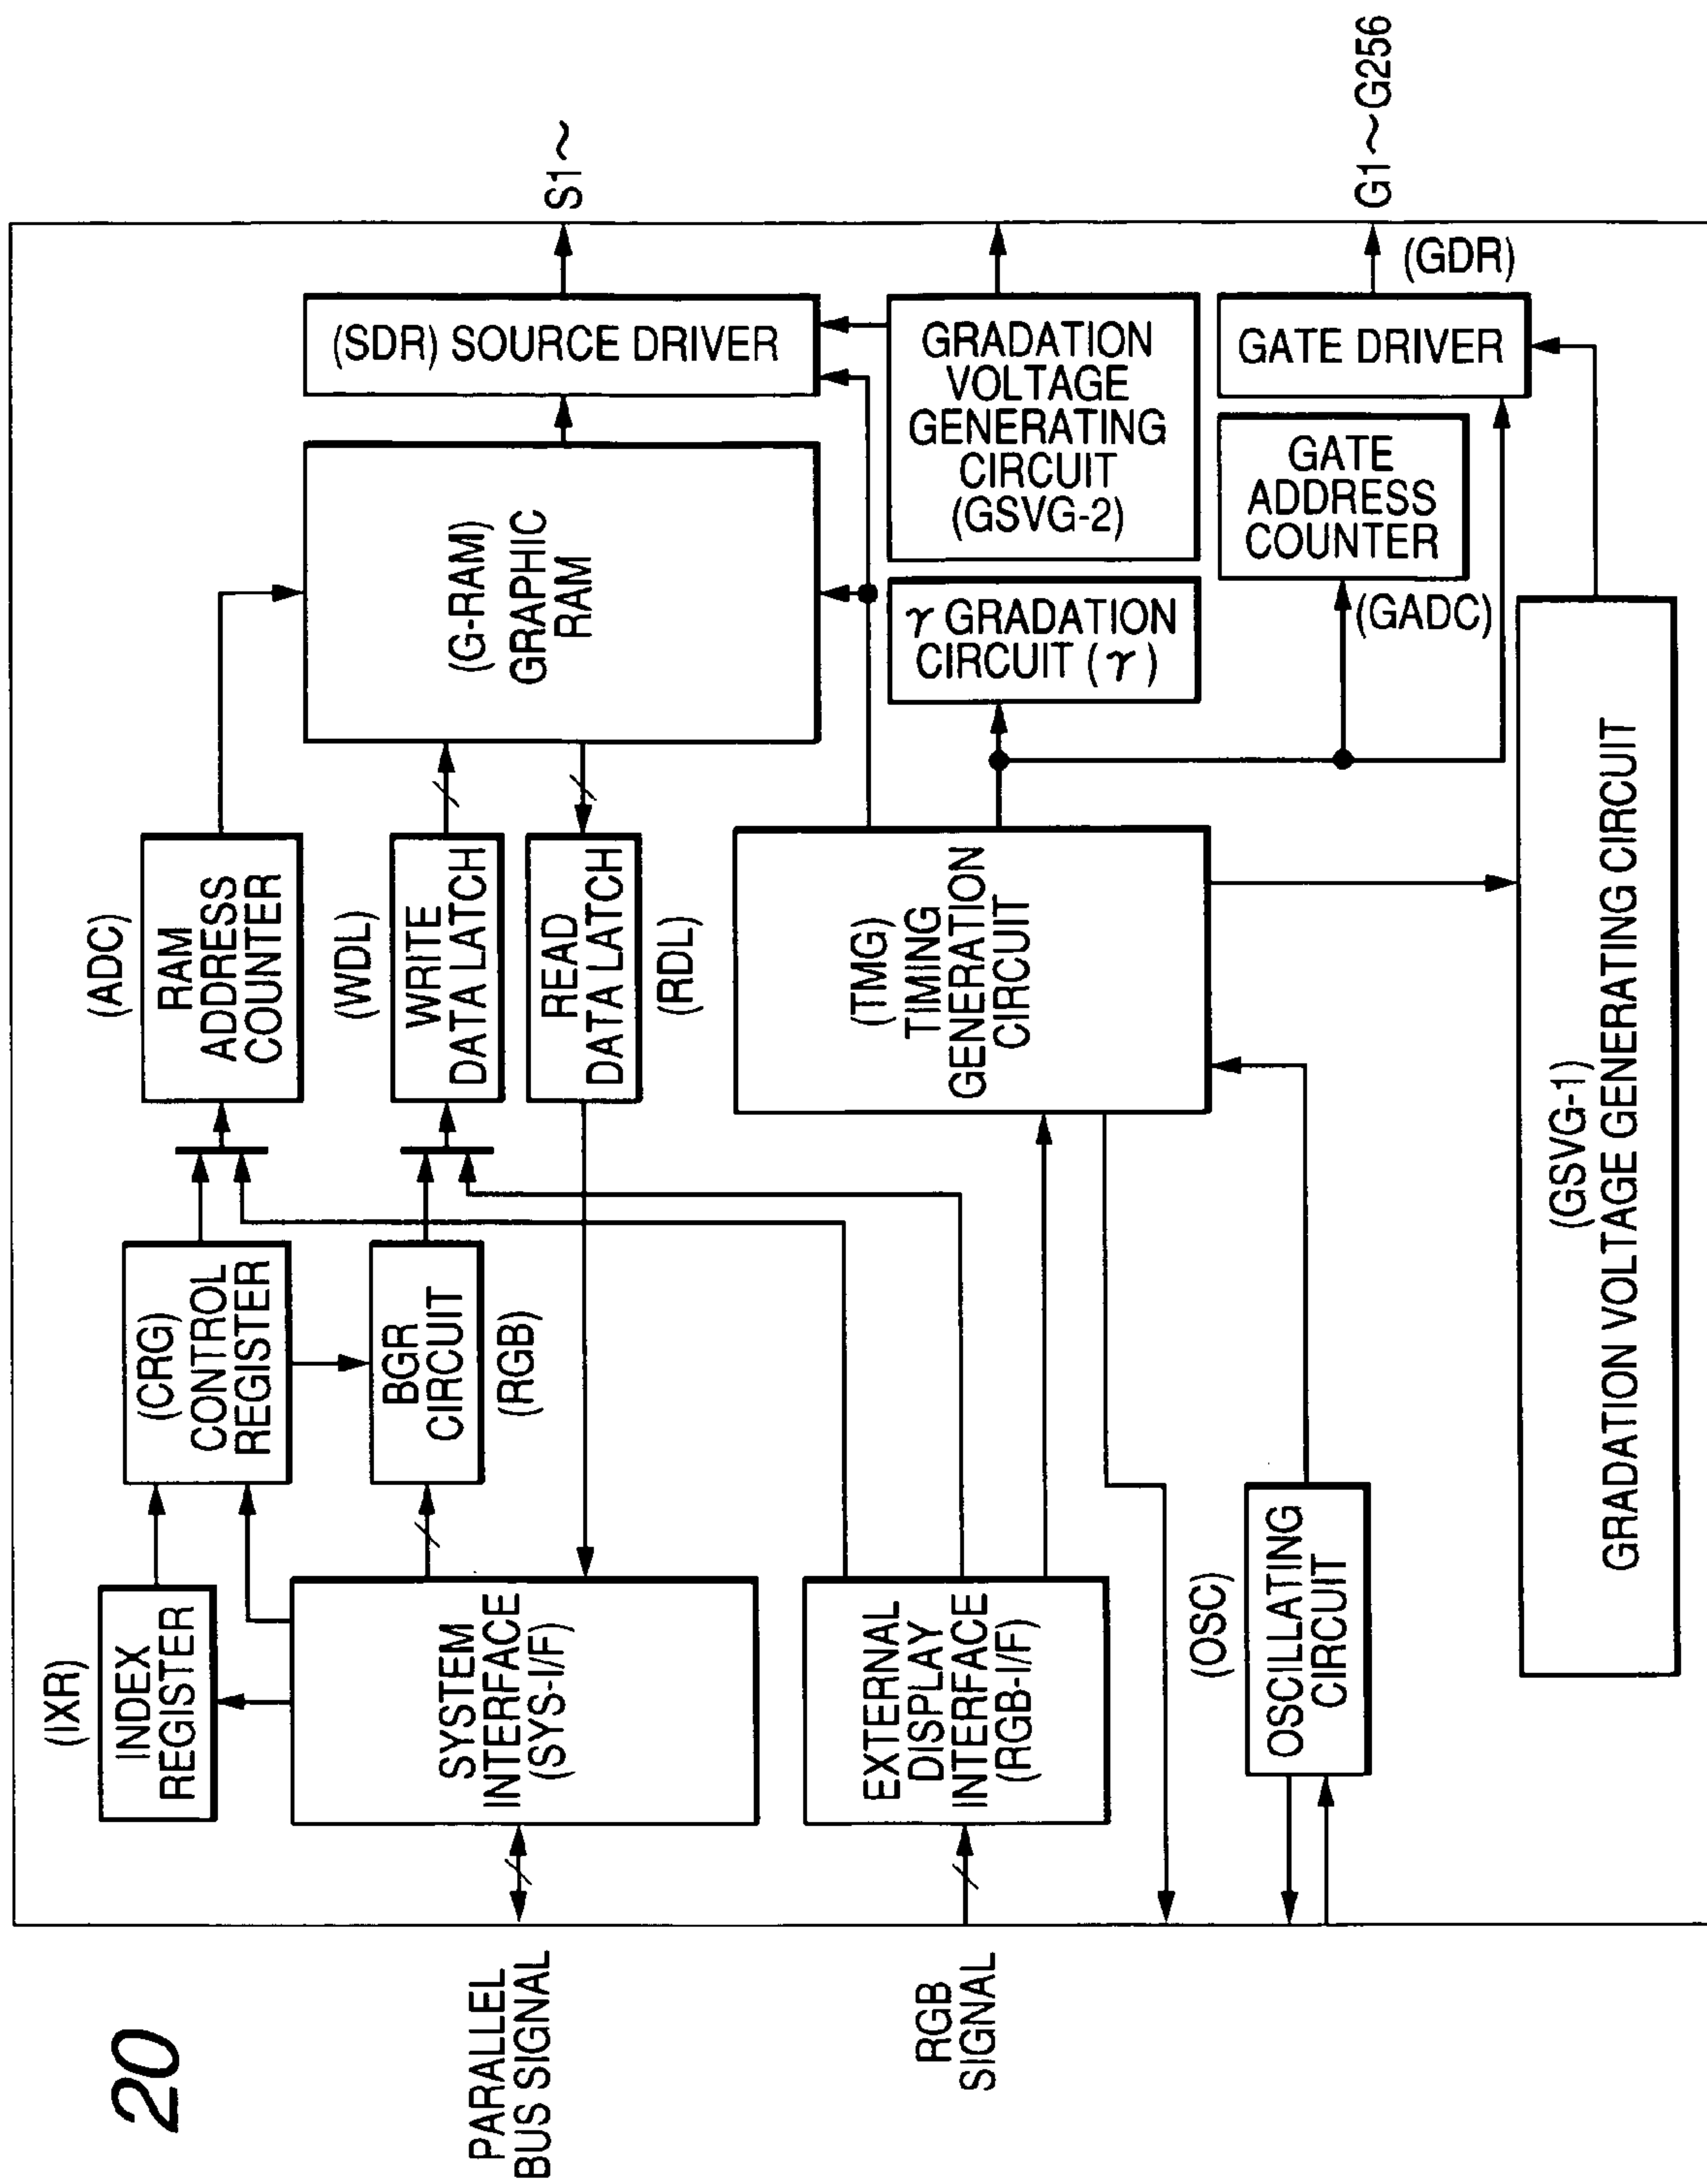 20
(IXR)
INDEX
REGISTER
(CRG)
CONTROL
REGISTER
(ADC)
RAM
ADDRESS
COUNTER
BGR
CIRCUIT
(RGB)
(WDL)
WRITE
DATA LATCH
READ
DATA LATCH
(RDL)
(G-RAM)
GRAPHIC
RAM
(SDR) SOURCE DRIVER
S1~
PARALLEL
BUS SIGNAL
SYSTEM
INTERFACE
(SYS-I/F)
RGB
SIGNAL
EXTERNAL
DISPLAY
INTERFACE
(RGB-I/F)
(TMG)
TIMING
GENERATION
CIRCUIT
γ GRADATION
CIRCUIT (γ)
GRADATION
VOLTAGE
GENERATING
CIRCUIT
(GSVG-2)
(OSC)
OSCILLATING
CIRCUIT
GATE
ADDRESS
COUNTER
(GADC)
GATE DRIVER
(GDR)
G1~G256
(GSVG-1)
GRADATION VOLTAGE GENERATING CIRCUIT